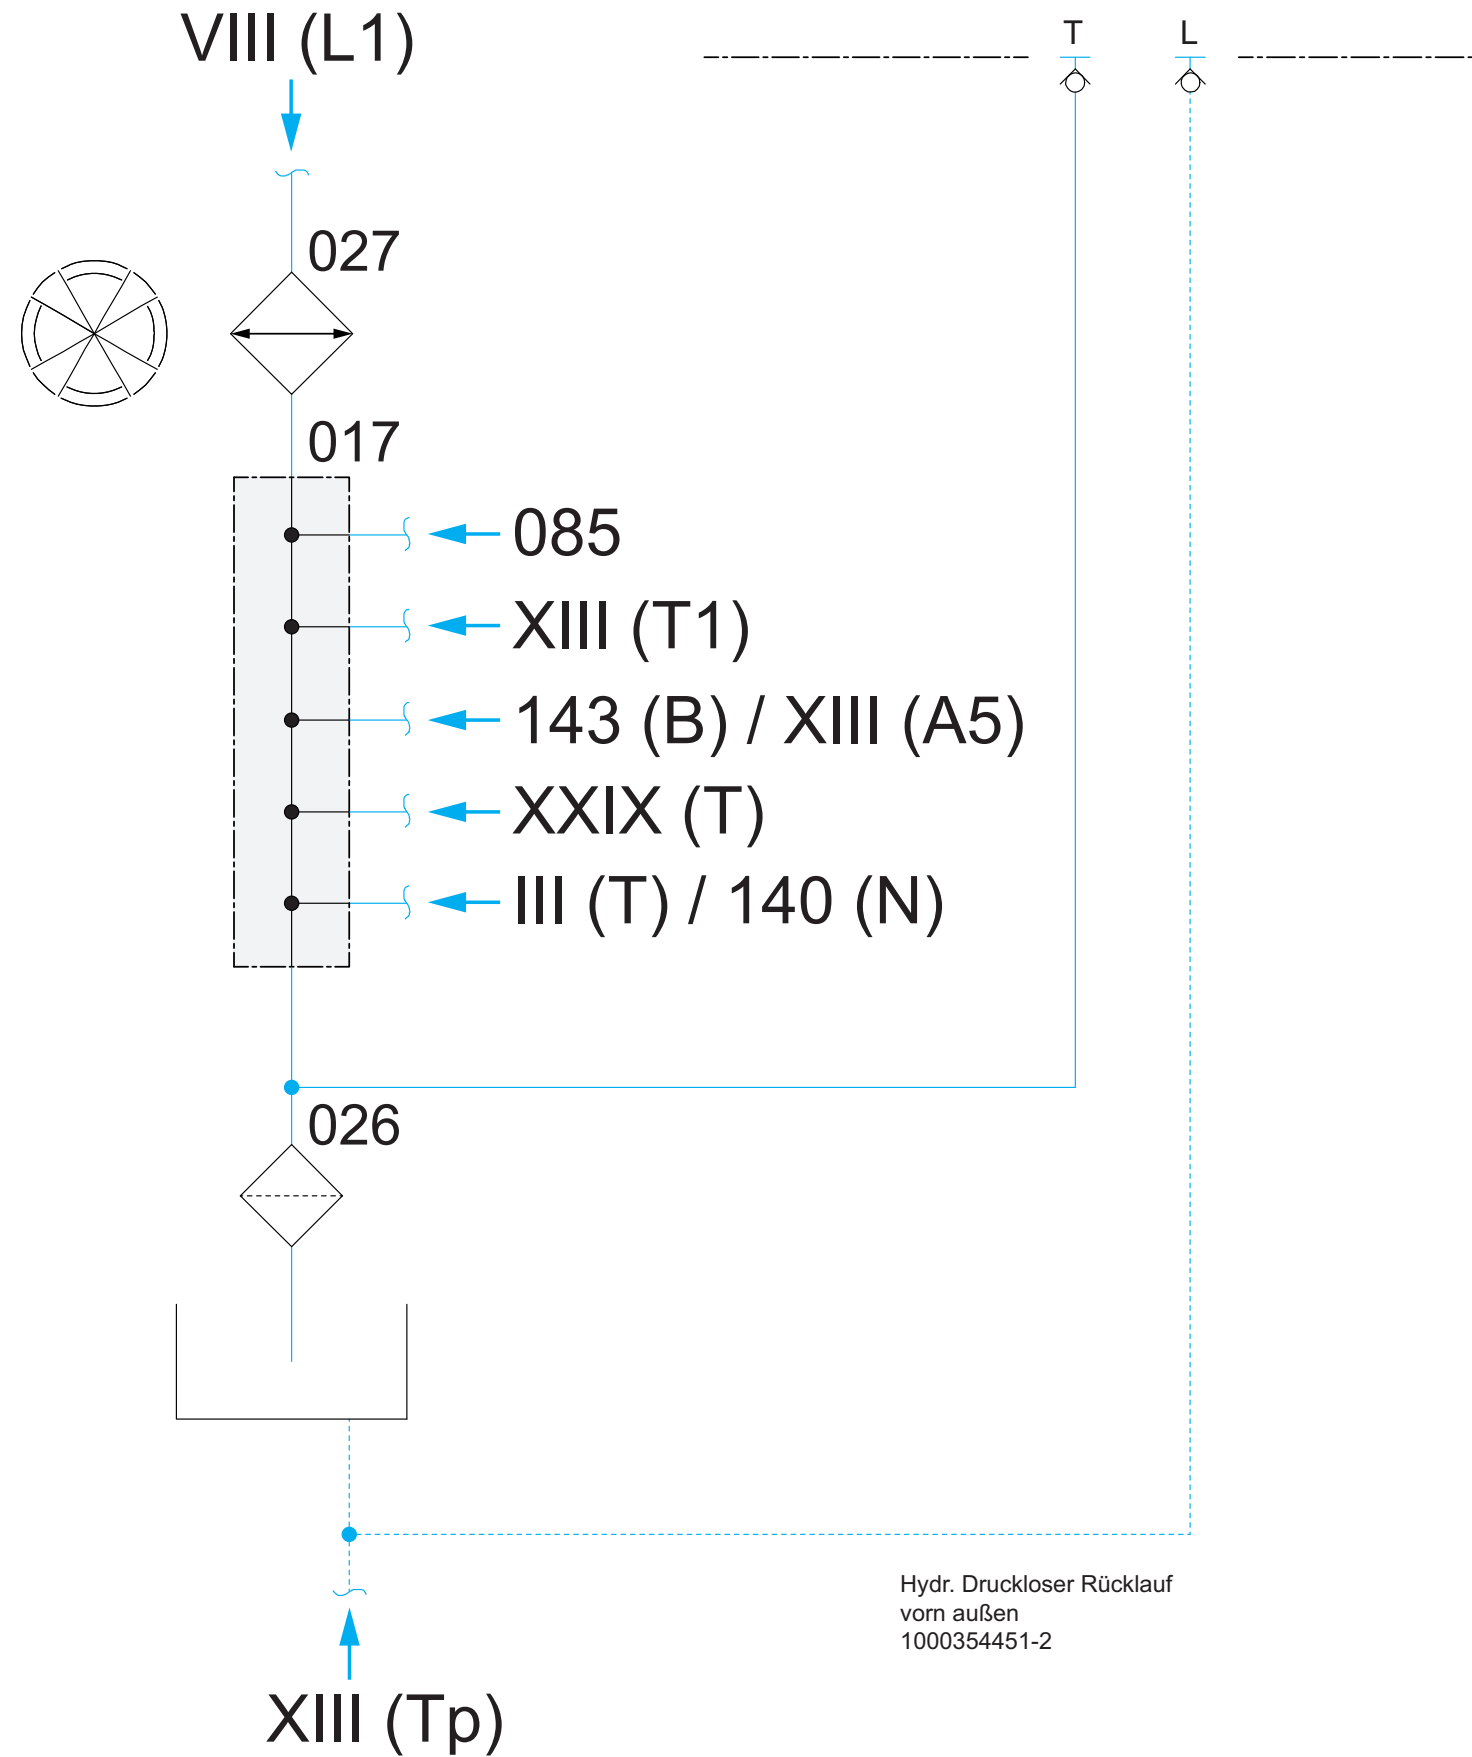 VIII (L1)
T
L
027
017
085
XIII (T1)
143 (B) / XIII (A5)
XXIX (T)
III (T) / 140 (N)
026
Hydr. Druckloser Rücklauf
vorn außen
1000354451-2
XIII (Tp)